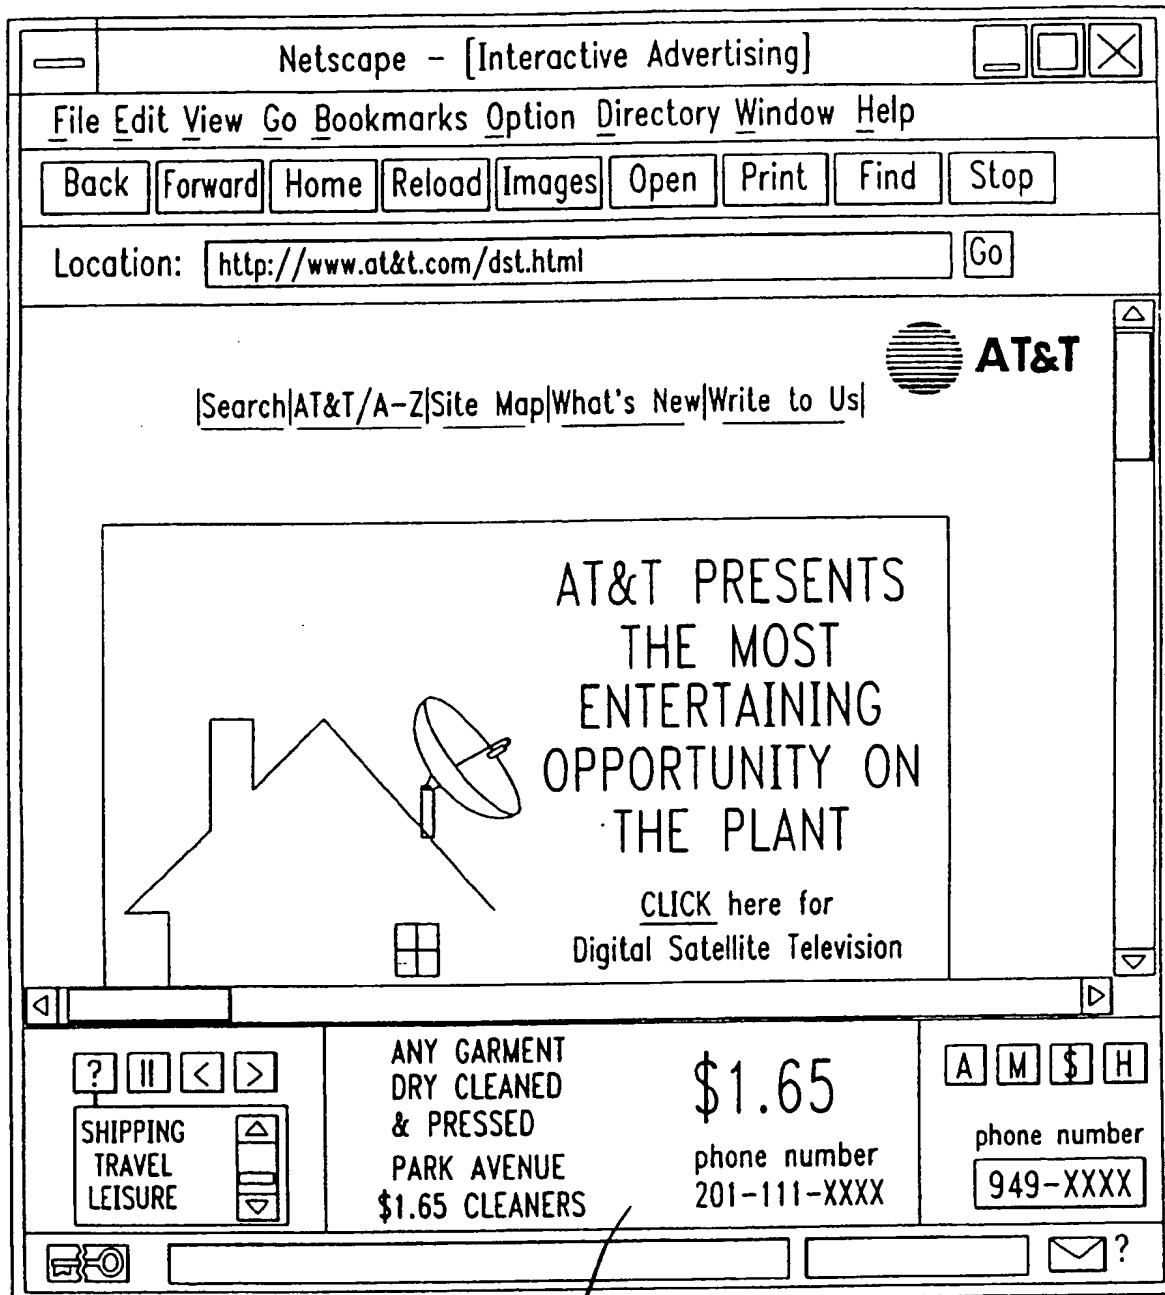 Netscape - [Interactive Advertising]
File Edit View Go Bookmarks Option Directory Window Help
Back Forward Home Reload Images Open Print Find Stop
Location: http://www.at&t.com/dst.html Go
AT&T
|Search|AT&T/A-Z|Site Map|What's New|Write to Us|
AT&T PRESENTS
THE MOST
ENTERTAINING
OPPORTUNITY ON
THE PLANT
CLICK here for
Digital Satellite Television
? || < >
SHIPPING
TRAVEL
LEISURE
ANY GARMENT
DRY CLEANED
& PRESSED
PARK AVENUE
$1.65 CLEANERS
$1.65
phone number
201-111-XXXX
A M $ H
phone number
949-XXXX
?